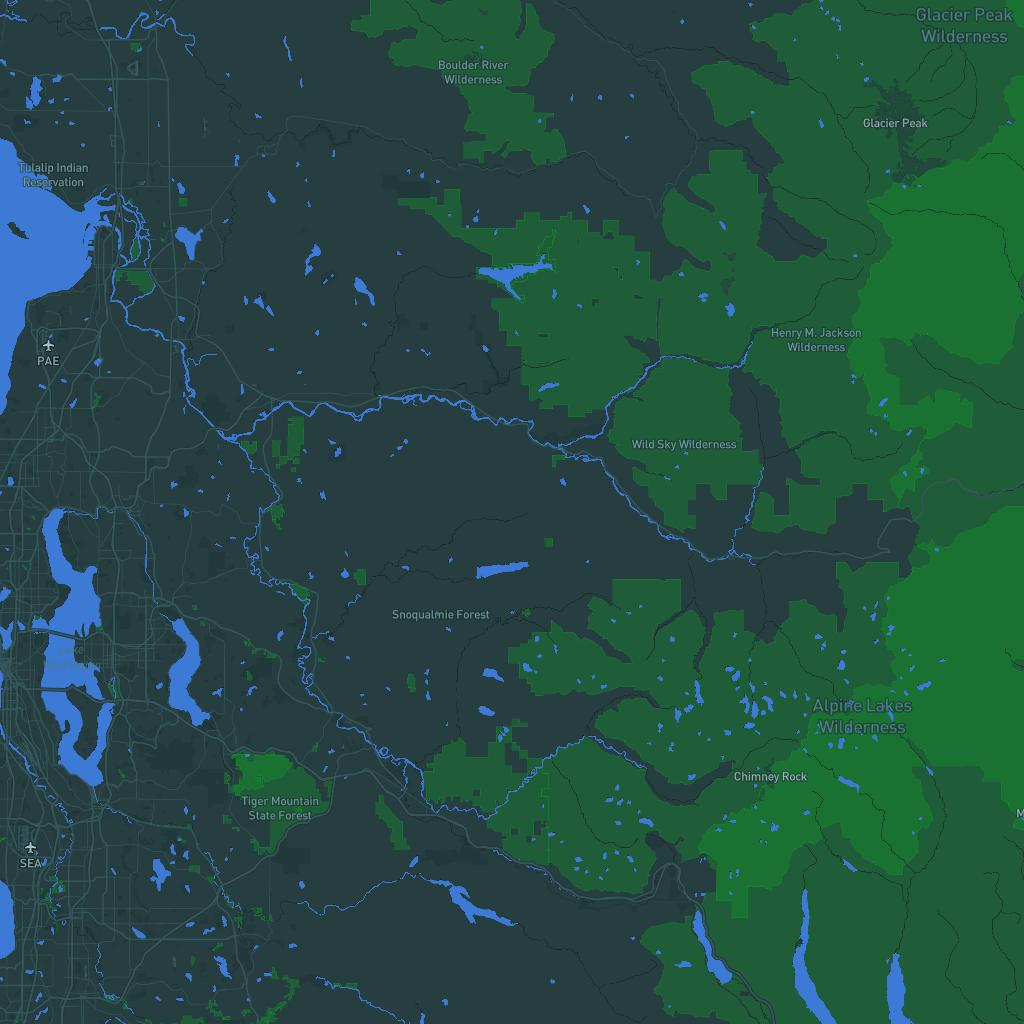 Glacier Peak
Wilderness
Boulder River
Wilderness
Glacier Peak
Tulalip Indian
Reservation
Henry M. Jackson
Wilderness
PAE
Wild Sky Wilderness
Snoqualmie Forest
Lake
Alpine Lakes
Wilderness
Chimney Rock
Tiger Mountain
State Forest
M
SEA